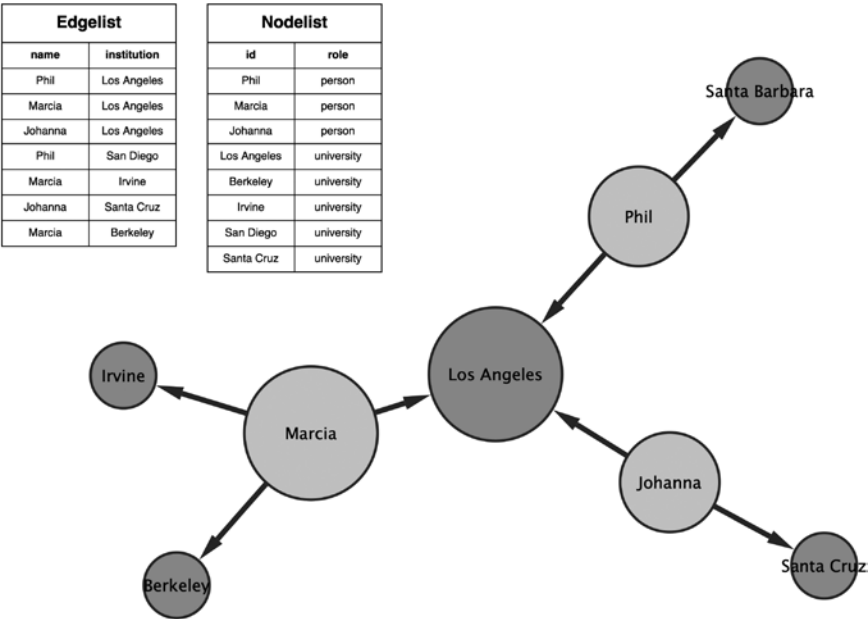 Edgelist
name institution
Phil Los Angeles
Marcia Los Angeles
Johanna Los Angeles
Phil San Diego
Marcia Irvine
Johanna Santa Cruz
Marcia Berkeley
Nodelist
id role
Phil person
Marcia person
Johanna person
Los Angeles university
Berkeley university
Irvine university
San Diego university
Santa Cruz university
Santa Barbara
Phil
Los Angeles
Irvine
Marcia
Johanna
Santa Cruz
Berkeley